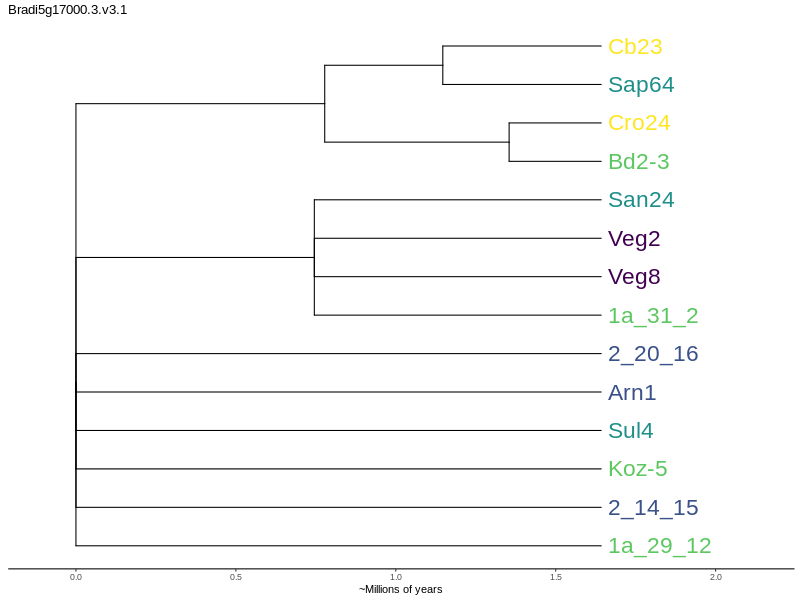 Bradi5g17000.3.v3.1
Cb23
Sap64
Cro24
Bd2-3
San24
Veg2
Veg8
1a_31_2
2_20_16
Arn1
Sul4
Koz-5
2_14_15
1a_29_12
0.0 0.5 1.0 1.5 2.0
~Millions of years